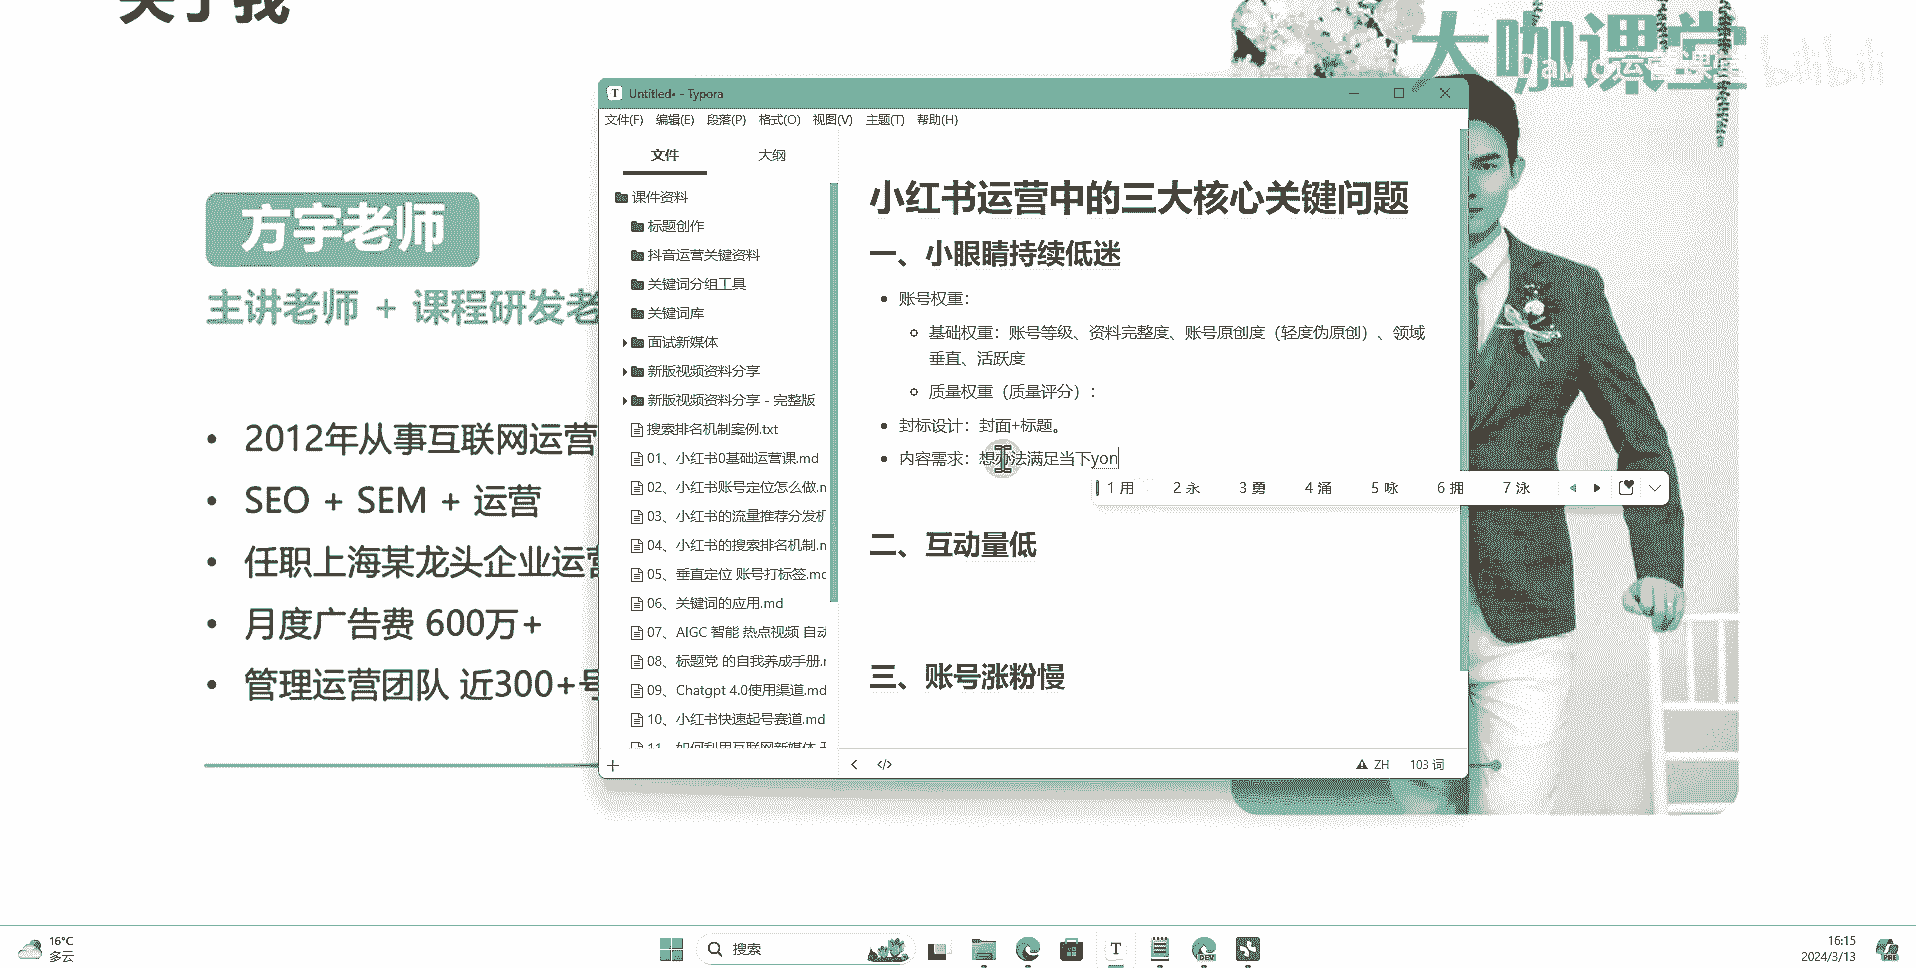 关于我
大咖课堂
bilibili
方宇老师
主讲老师 + 课程研发老
2012年从事互联网运营
SEO + SEM + 运营
任职上海某龙头企业运营
月度广告费 600万+
管理运营团队 近300+号
Untitled• - Typora
文件(F) 编辑(E) 段落(P) 格式(O) 视图(V) 主题(T) 帮助(H)
文件 大纲
课件资料
标题创作
抖音运营关键资料
关键词分组工具
关键词库
面试新媒体
新版视频资料分享
新版视频资料分享 - 完整版
搜索排名机制案例.txt
01、小红书0基础运营课.md
02、小红书账号定位怎么做.m
03、小红书的流量推荐分发机
04、小红书的搜索排名机制.m
05、垂直定位 账号打标签.md
06、关键词的应用.md
07、AIGC 智能 热点视频 自动
08、标题党 的自我养成手册.m
09、Chatgpt 4.0使用渠道.md
10、小红书快速起号赛道.md
11、如何利用互联网新媒体
小红书运营中的三大核心关键问题
一、小眼睛持续低迷
账号权重：
基础权重：账号等级、资料完整度、账号原创度（轻度伪原创）、领域
垂直、活跃度
质量权重（质量评分）：
封标设计：封面+标题。
内容需求：想办法满足当下yon
1 用 2 永 3 勇 4 涌 5 咏 6 拥 7 泳
二、互动量低
三、账号涨粉慢
ZH 103 词
16°C
多云
搜索
DEV
16:15
2024/3/13
PRE